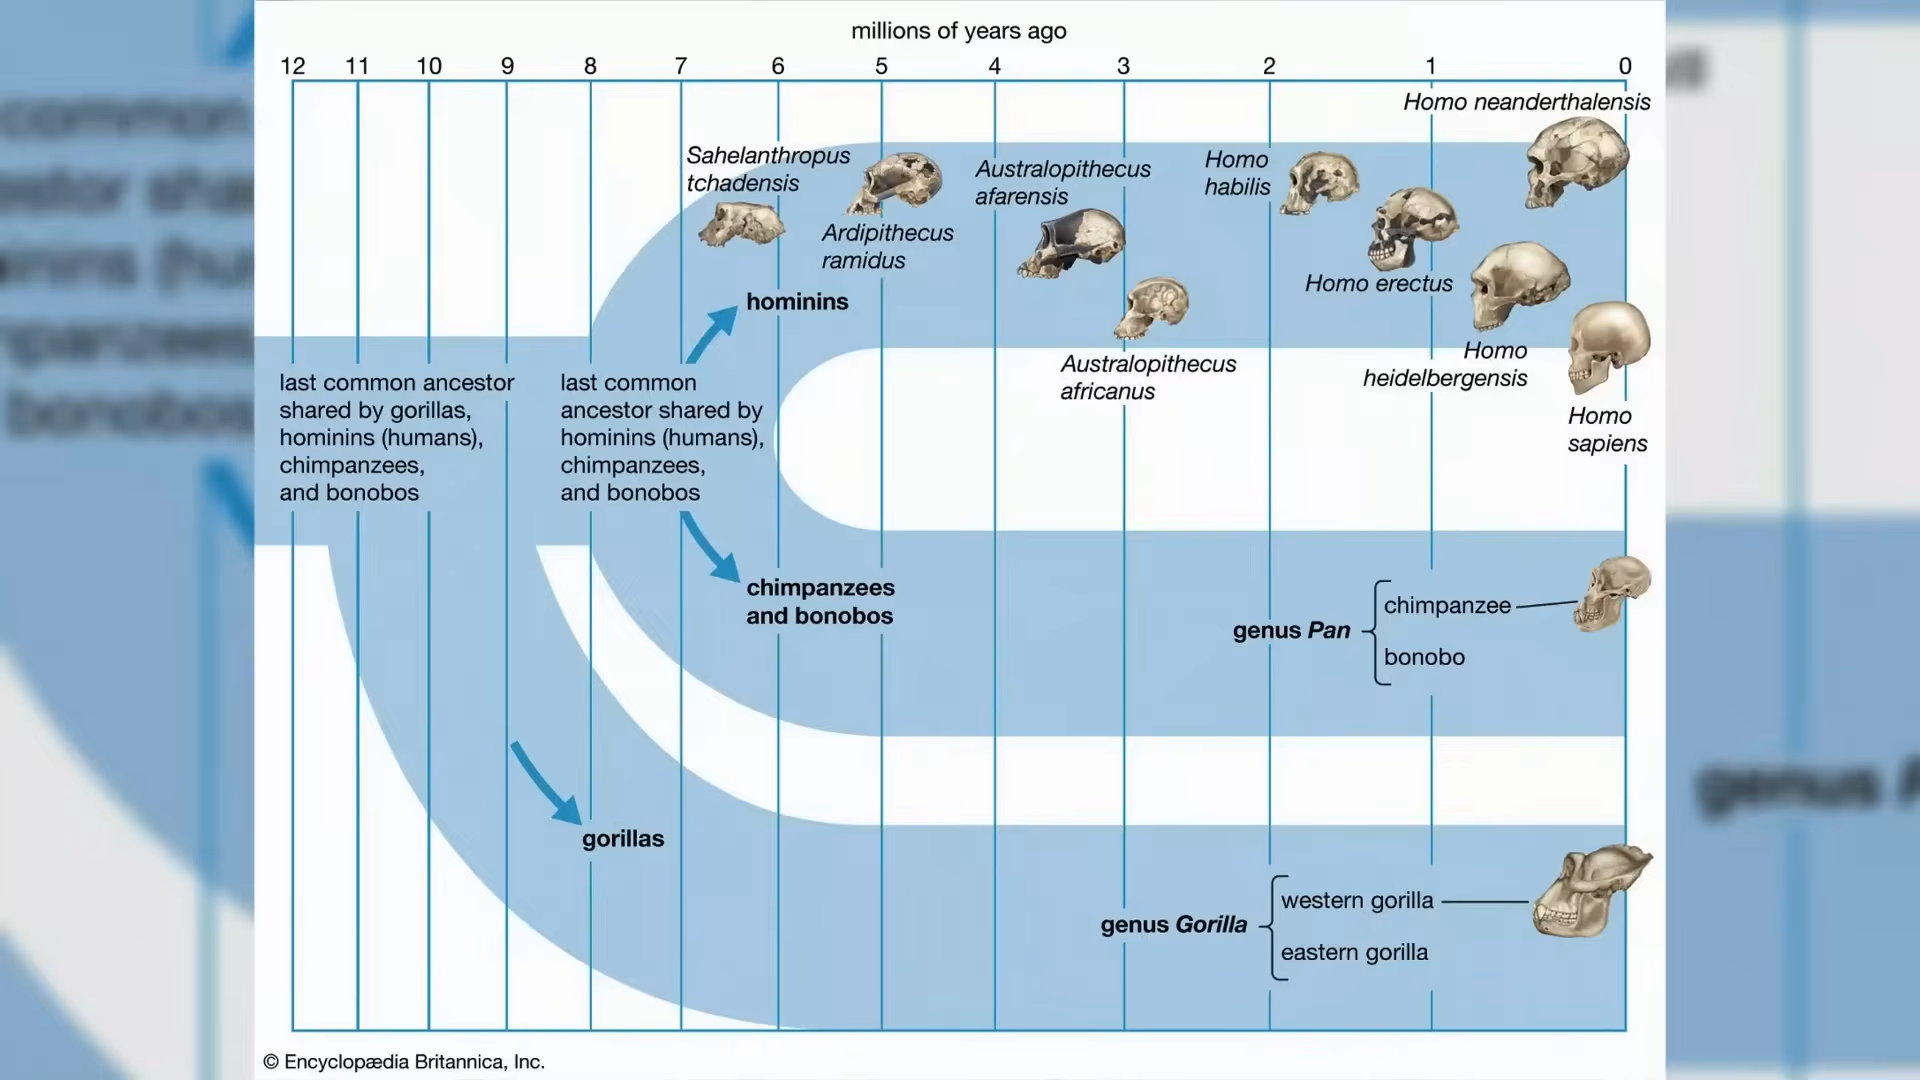 millions of years ago
12 11 10 9 8 7 6 5 4 3 2 1 0
Homo neanderthalensis
Sahelanthropus
tchadensis
Ardipithecus
ramidus
Australopithecus
afarensis
Homo
habilis
Homo erectus
hominins
Australopithecus
africanus
Homo
heidelbergensis
Homo
sapiens
last common ancestor
shared by gorillas,
hominins (humans),
chimpanzees,
and bonobos
last common
ancestor shared by
hominins (humans),
chimpanzees,
and bonobos
chimpanzees
and bonobos
genus Pan
chimpanzee
bonobo
gorillas
genus Gorilla
western gorilla
eastern gorilla
© Encyclopædia Britannica, Inc.
common
bonobos
genus